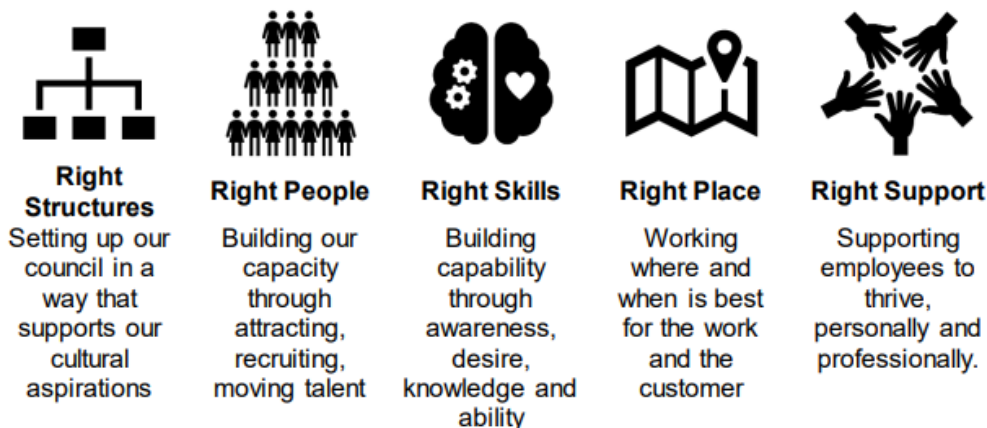 Right
Structures
Setting up our
council in a
way that
supports our
cultural
aspirations
Right People
Building our
capacity
through
attracting,
recruiting,
moving talent
Right Skills
Building
capability
through
awareness,
desire,
knowledge and
ability
Right Place
Working
where and
when is best
for the work
and the
customer
Right Support
Supporting
employees to
thrive,
personally and
professionally.